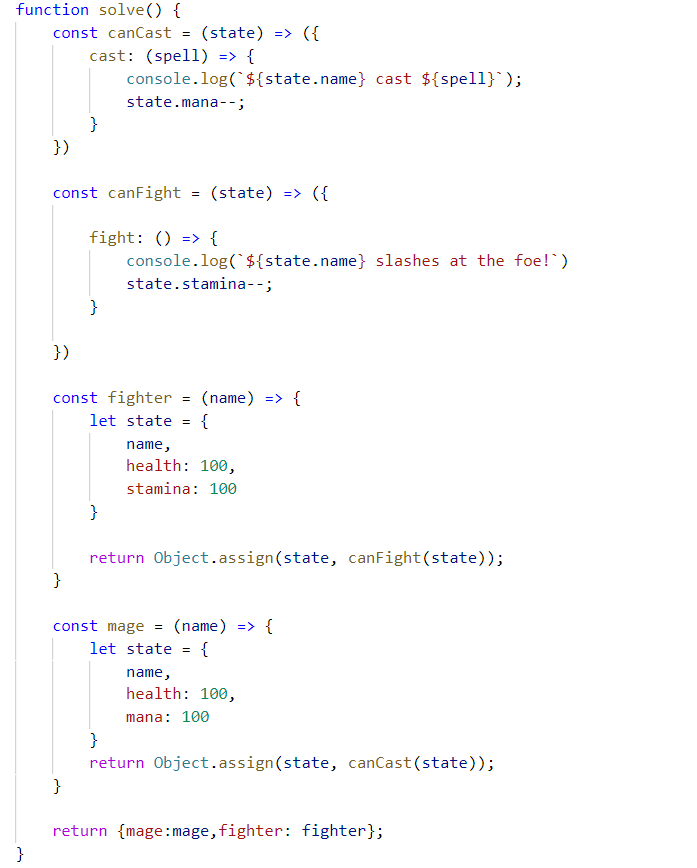 function solve() {
    const canCast = (state) => ({
        cast: (spell) => {
            console.log(`${state.name} cast ${spell}`);
            state.mana--;
        }
    })

    const canFight = (state) => ({

        fight: () => {
            console.log(`${state.name} slashes at the foe!`)
            state.stamina--;
        }

    })

    const fighter = (name) => {
        let state = {
            name,
            health: 100,
            stamina: 100
        }

        return Object.assign(state, canFight(state));
    }

    const mage = (name) => {
        let state = {
            name,
            health: 100,
            mana: 100
        }
        return Object.assign(state, canCast(state));
    }

    return {mage:mage,fighter: fighter};
}